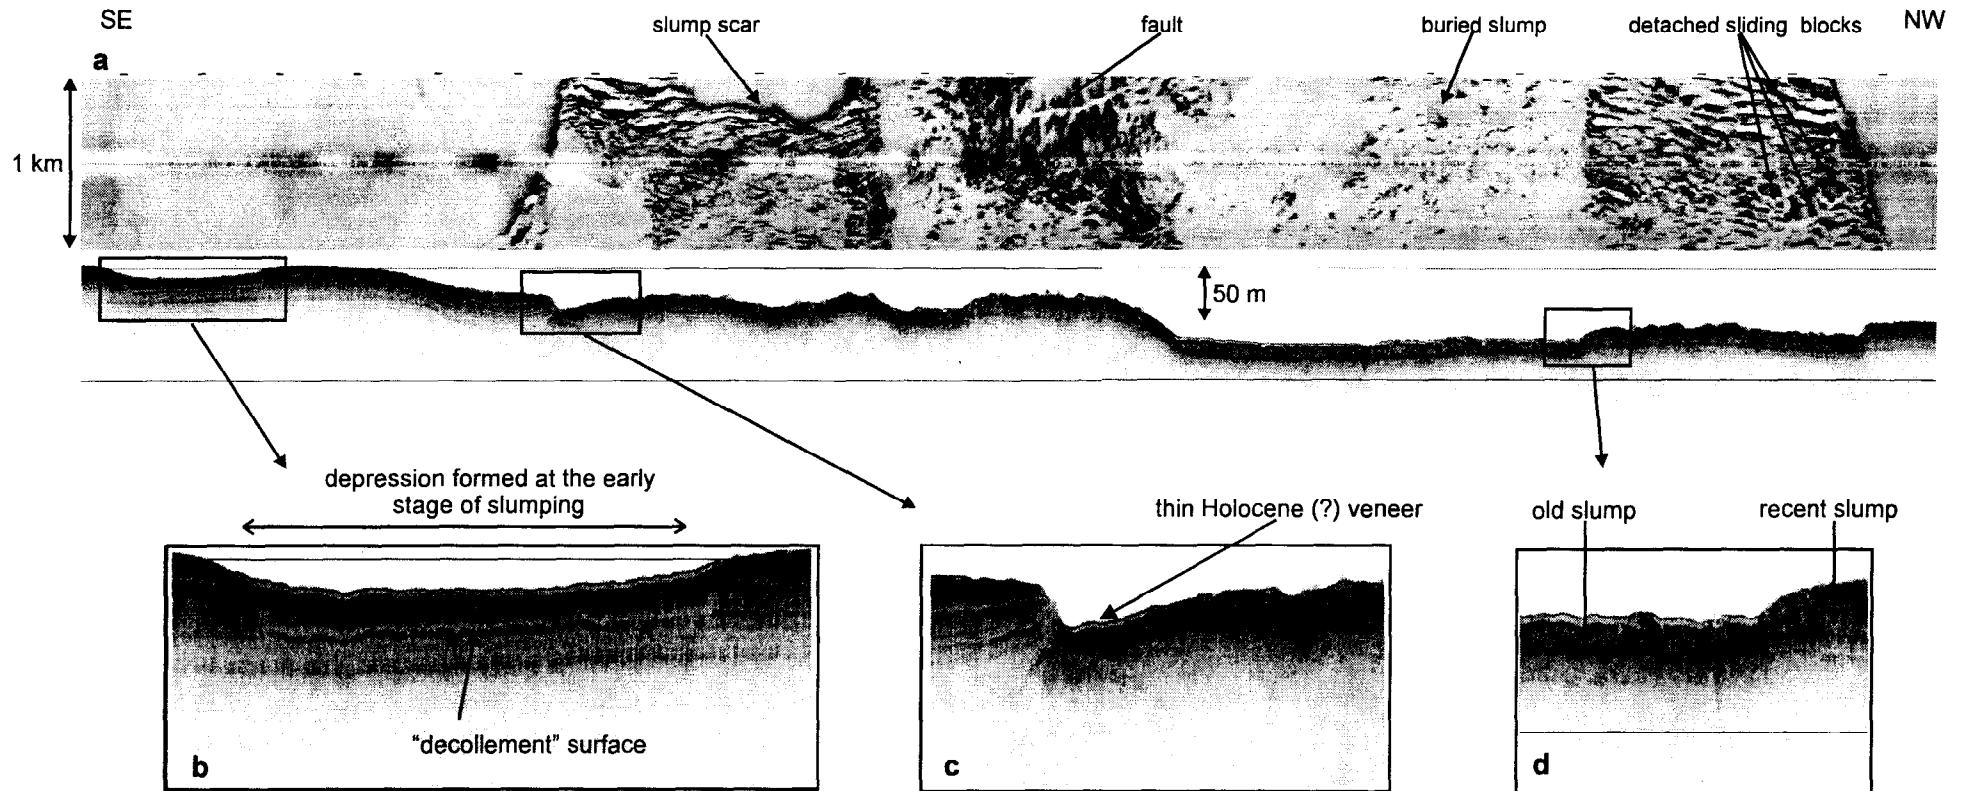 SE
slump scar
fault
buried slump
detached sliding blocks
NW
a
1 km
50 m
depression formed at the early
stage of slumping
thin Holocene (?) veneer
old slump
recent slump
"decollement" surface
b
c
d